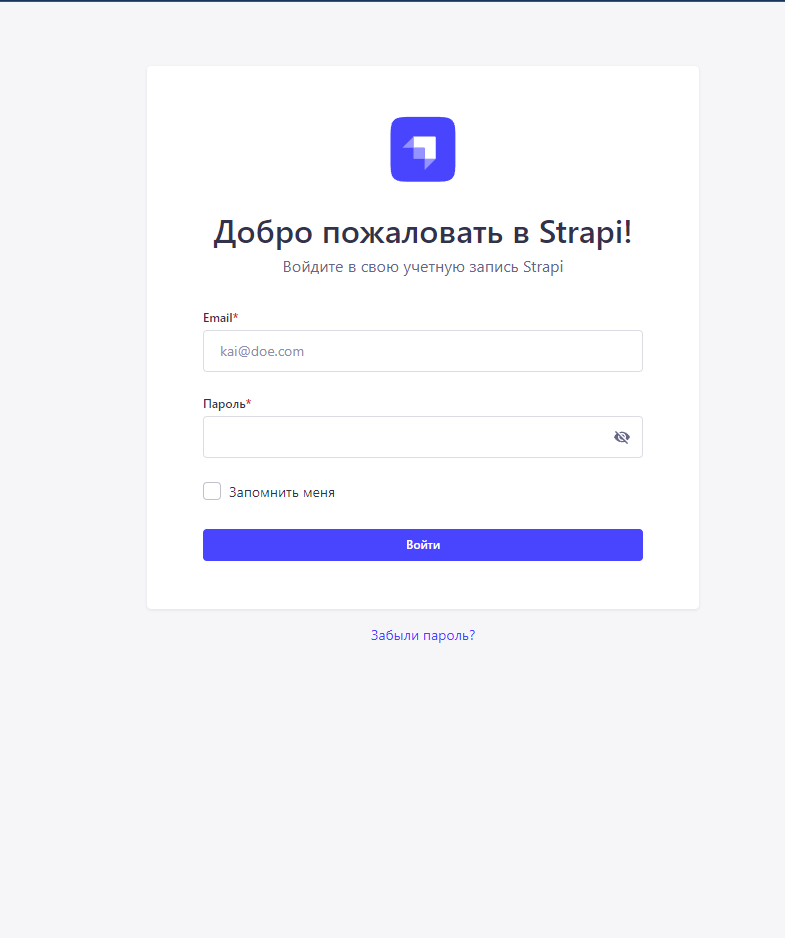 Добро пожаловать в Strapi!
Войдите в свою учетную запись Strapi
Email*
kai@doe.com
Пароль*
Запомнить меня
Войти
Забыли пароль?